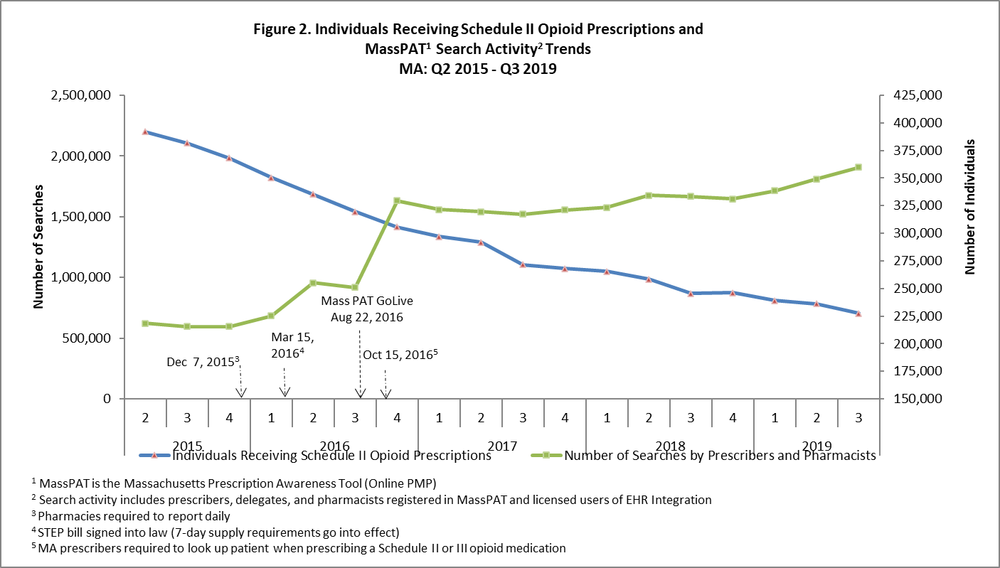 Figure 2. Individuals Receiving Schedule II Opioid Prescriptions and
MassPAT¹ Search Activity² Trends
MA: Q2 2015 - Q3 2019
Number of Searches
2,500,000
2,000,000
1,500,000
1,000,000
500,000
0
Number of Individuals
425,000
400,000
375,000
350,000
325,000
300,000
275,000
250,000
225,000
200,000
175,000
150,000
Dec 7, 2015³
Mar 15,
2016⁴
Mass PAT GoLive
Aug 22, 2016
Oct 15, 2016⁵
2 3 4 1 2 3 4 1 2 3 4 1 2 3 4 1 2 3
2015 2016 2017 2018 2019
Individuals Receiving Schedule II Opioid Prescriptions
Number of Searches by Prescribers and Pharmacists
¹ MassPAT is the Massachusetts Prescription Awareness Tool (Online PMP)
² Search activity includes prescribers, delegates, and pharmacists registered in MassPAT and licensed users of EHR Integration
³ Pharmacies required to report daily
⁴ STEP bill signed into law (7-day supply requirements go into effect)
⁵ MA prescribers required to look up patient when prescribing a Schedule II or III opioid medication